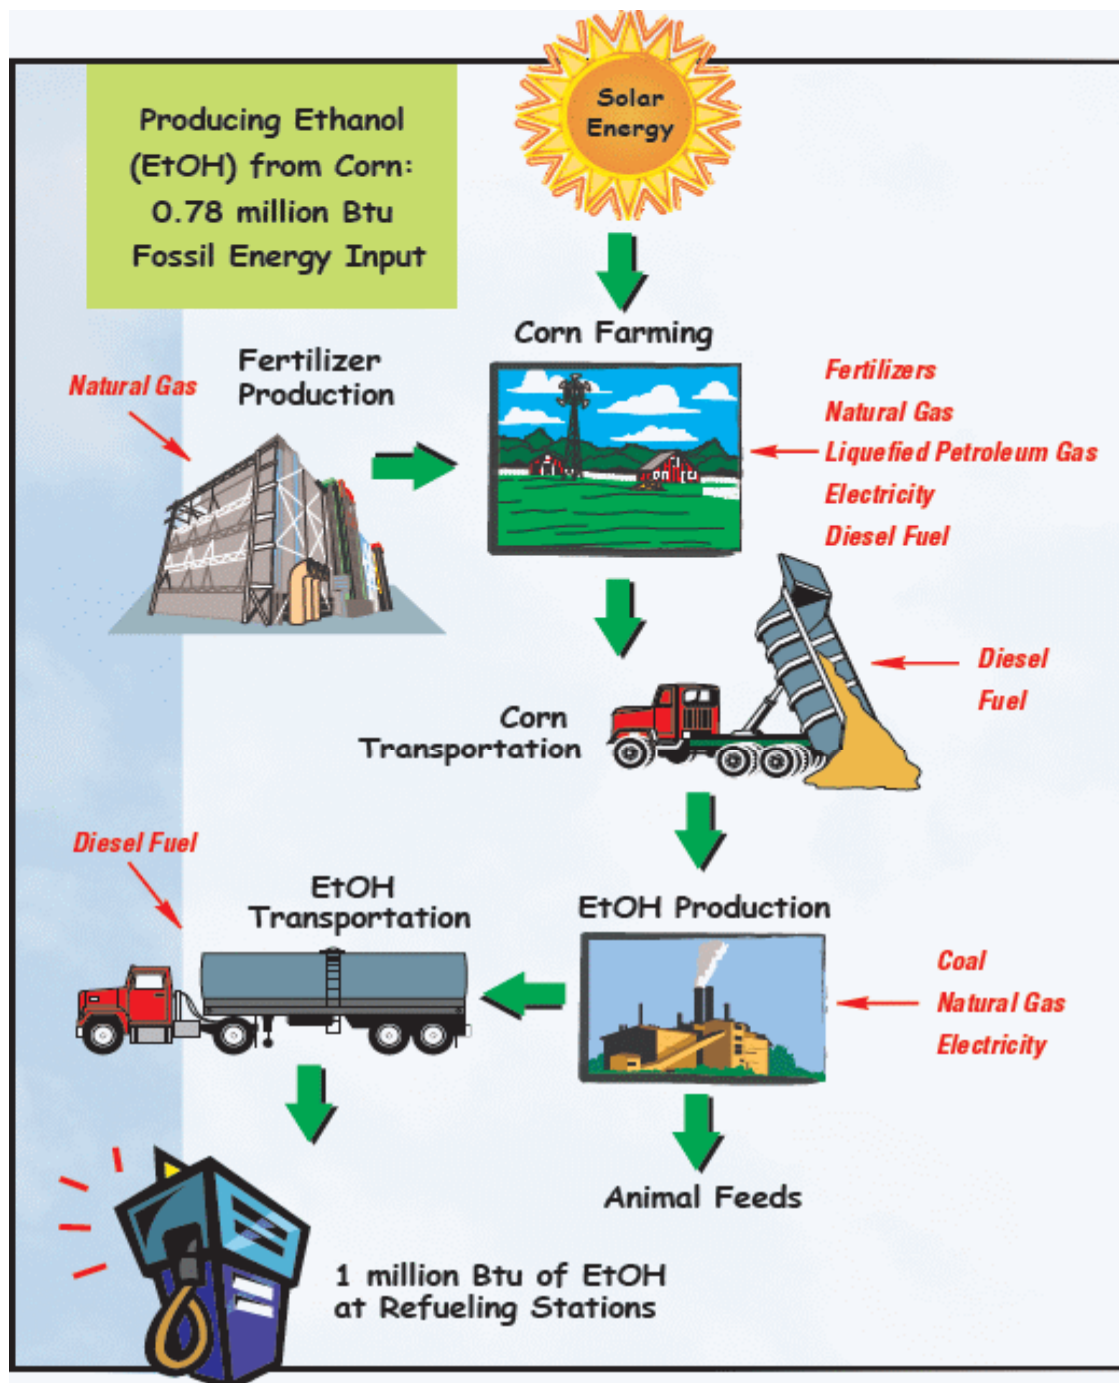 Solar
Energy
Producing Ethanol
(EtOH) from Corn:
0.78 million Btu
Fossil Energy Input
Corn Farming
Fertilizer
Production
Natural Gas
Fertilizers
Natural Gas
Liquefied Petroleum Gas
Electricity
Diesel Fuel
Diesel
Fuel
Corn
Transportation
Diesel Fuel
EtOH
Transportation
EtOH Production
Coal
Natural Gas
Electricity
Animal Feeds
1 million Btu of EtOH
at Refueling Stations